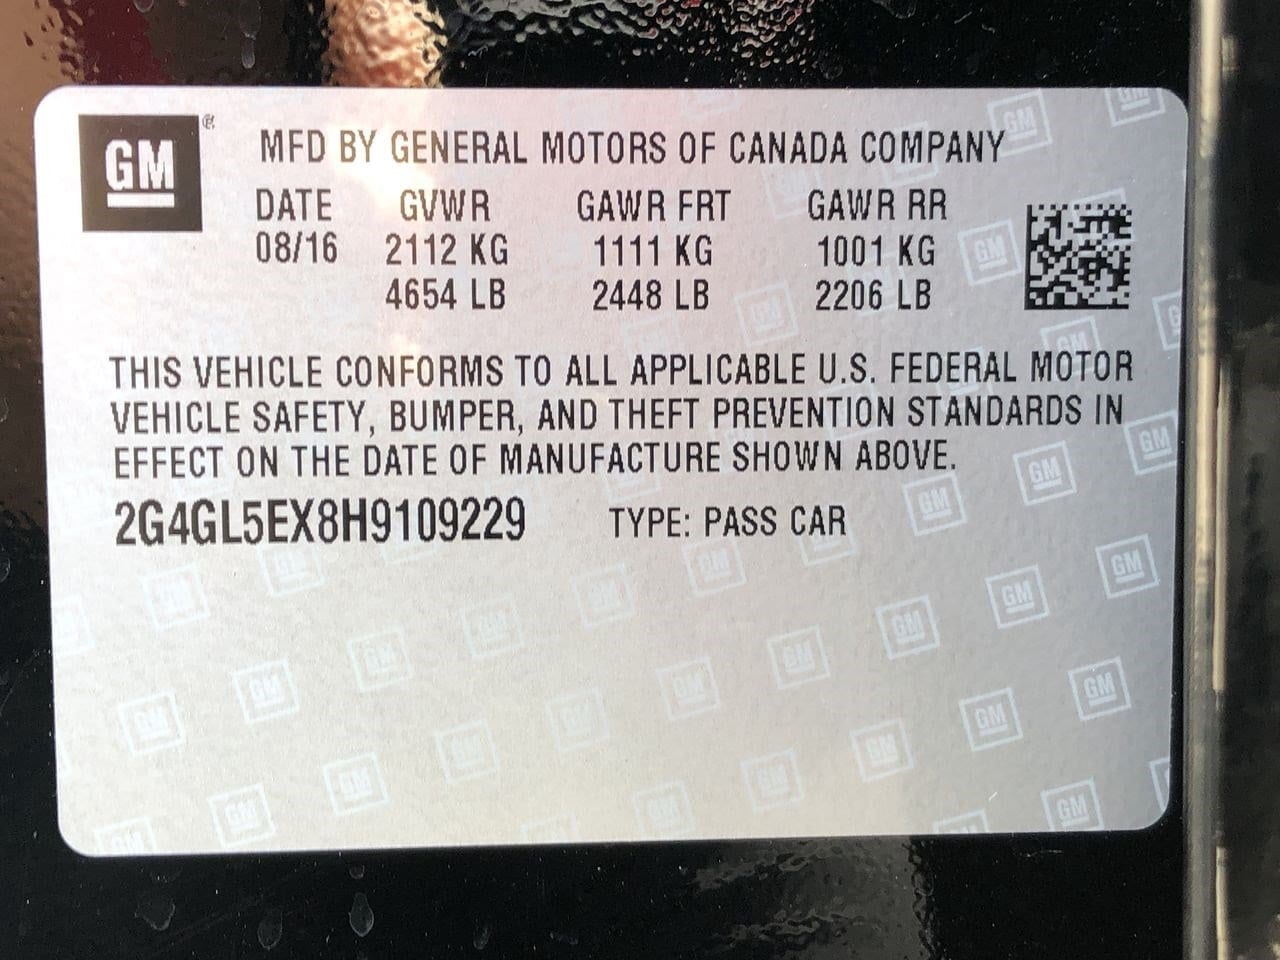 GM
MFD BY GENERAL MOTORS OF CANADA COMPANY
DATE GVWR GAWR FRT GAWR RR
08/16 2112 KG 1111 KG 1001 KG
4654 LB 2448 LB 2206 LB
THIS VEHICLE CONFORMS TO ALL APPLICABLE U.S. FEDERAL MOTOR
VEHICLE SAFETY, BUMPER, AND THEFT PREVENTION STANDARDS IN
EFFECT ON THE DATE OF MANUFACTURE SHOWN ABOVE.
2G4GL5EX8H9109229 TYPE: PASS CAR